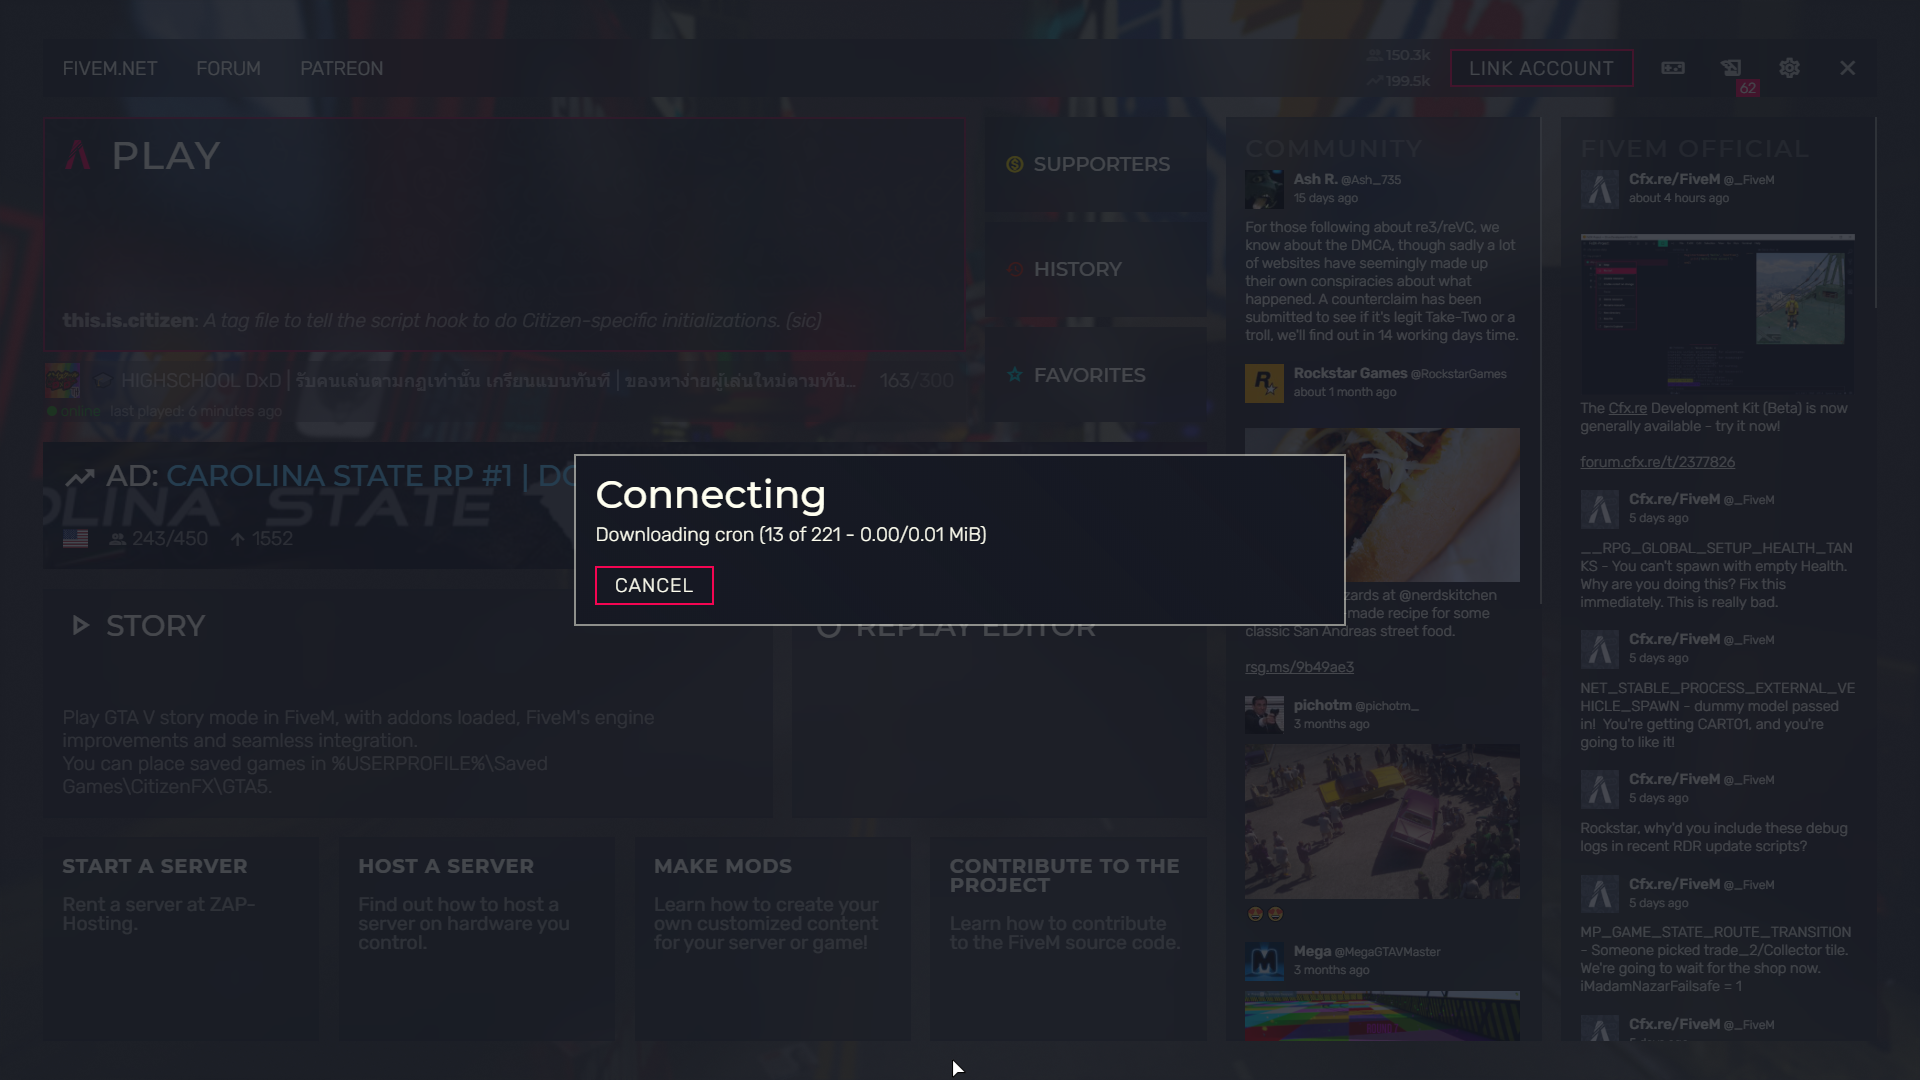 FIVEM.NET
FORUM
PATREON
150.3k
199.5k
LINK ACCOUNT
62
PLAY
this.is.citizen: A tag file to tell the script hook to do Citizen-specific initializations. (sic)
HIGHSCHOOL DxD | รับคนเล่นตามกฎเท่านั้น เกรียนแบนทันที | ของหาง่ายผู้เล่นใหม่ตามทัน...
163/300
online last played: 6 minutes ago
SUPPORTERS
HISTORY
FAVORITES
AD: CAROLINA STATE RP #1 |
OLINA STATE
243/450
1552
Connecting
Downloading cron (13 of 221 - 0.00/0.01 MiB)
CANCEL
STORY
Play GTA V story mode in FiveM, with addons loaded, FiveM's engine
improvements and seamless integration.
You can place saved games in %USERPROFILE%\Saved
Games\CitizenFX\GTA5.
REPLAY EDITOR
START A SERVER
Rent a server at ZAP-
Hosting.
HOST A SERVER
Find out how to host a
server on hardware you
control.
MAKE MODS
Learn how to create your
own customized content
for your server or game!
CONTRIBUTE TO THE
PROJECT
Learn how to contribute
to the FiveM source code.
COMMUNITY
Ash R. @Ash_735
15 days ago
For those following about re3/reVC, we
know about the DMCA, though sadly a lot
of websites have seemingly made up
their own conspiracies about what
happened. A counterclaim has been
submitted to see if it's legit Take-Two or a
troll, we'll find out in 14 working days time.
Rockstar Games @RockstarGames
about 1 month ago
at @nerdskitchen
made recipe for some
classic San Andreas street food.
rsg.ms/9b49ae3
pichotm @pichotm_
3 months ago
Mega @MegaGTAVMaster
3 months ago
FIVEM OFFICIAL
Cfx.re/FiveM @_FiveM
about 4 hours ago
The Cfx.re Development Kit (Beta) is now
generally available - try it now!
forum.cfx.re/t/2377826
Cfx.re/FiveM @_FiveM
5 days ago
__RPG_GLOBAL_SETUP_HEALTH_TAN
KS - You can't spawn with empty Health.
Why are you doing this? Fix this
immediately. This is really bad.
Cfx.re/FiveM @_FiveM
5 days ago
NET_STABLE_PROCESS_EXTERNAL_VE
HICLE_SPAWN - dummy model passed
in! You're getting CART01, and you're
going to like it!
Cfx.re/FiveM @_FiveM
5 days ago
Rockstar, why'd you include these debug
logs in recent RDR update scripts?
Cfx.re/FiveM @_FiveM
5 days ago
MP_GAME_STATE_ROUTE_TRANSITION
- Someone picked trade_2/Collector tile.
We're going to wait for the shop now.
iMadamNazarFailsafe = 1
Cfx.re/FiveM @_FiveM